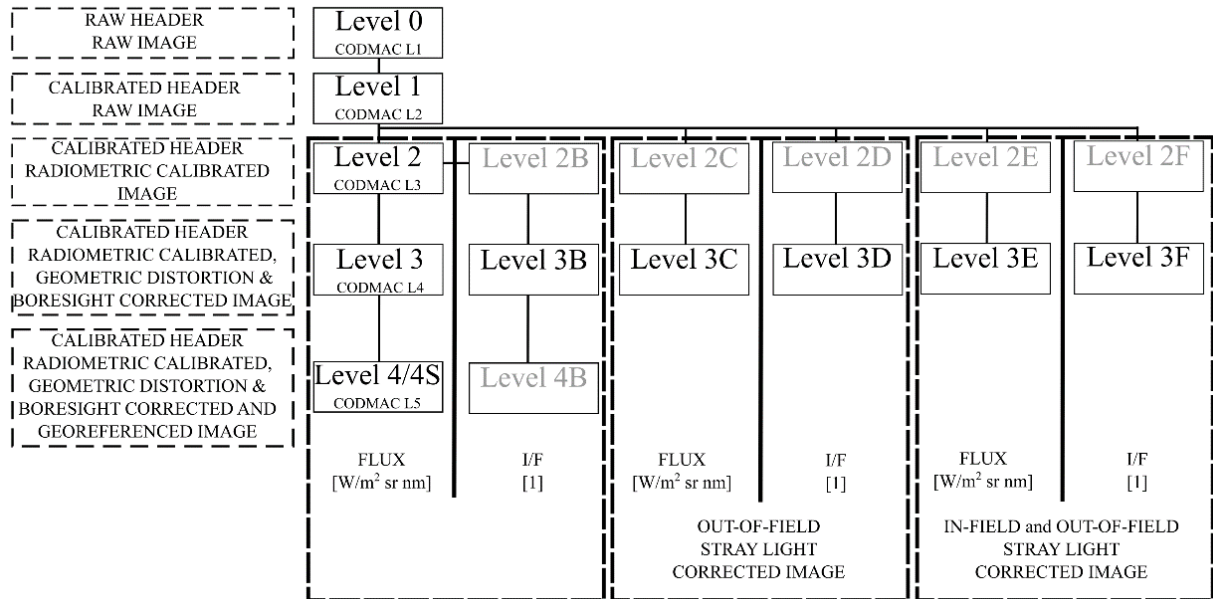 RAW HEADER
RAW IMAGE
Level 0
CODMAC L1
CALIBRATED HEADER
RAW IMAGE
Level 1
CODMAC L2
CALIBRATED HEADER
RADIOMETRIC CALIBRATED
IMAGE
Level 2
CODMAC L3
Level 2B
Level 2C
Level 2D
Level 2E
Level 2F
CALIBRATED HEADER
RADIOMETRIC CALIBRATED,
GEOMETRIC DISTORTION &
BORESIGHT CORRECTED IMAGE
Level 3
CODMAC L4
Level 3B
Level 3C
Level 3D
Level 3E
Level 3F
CALIBRATED HEADER
RADIOMETRIC CALIBRATED,
GEOMETRIC DISTORTION &
BORESIGHT CORRECTED AND
GEOREFERENCED IMAGE
Level 4/4S
CODMAC L5
Level 4B
FLUX
[W/m² sr nm]
I/F
[1]
FLUX
[W/m² sr nm]
I/F
[1]
FLUX
[W/m² sr nm]
I/F
[1]
OUT-OF-FIELD
STRAY LIGHT
CORRECTED IMAGE
IN-FIELD and OUT-OF-FIELD
STRAY LIGHT
CORRECTED IMAGE